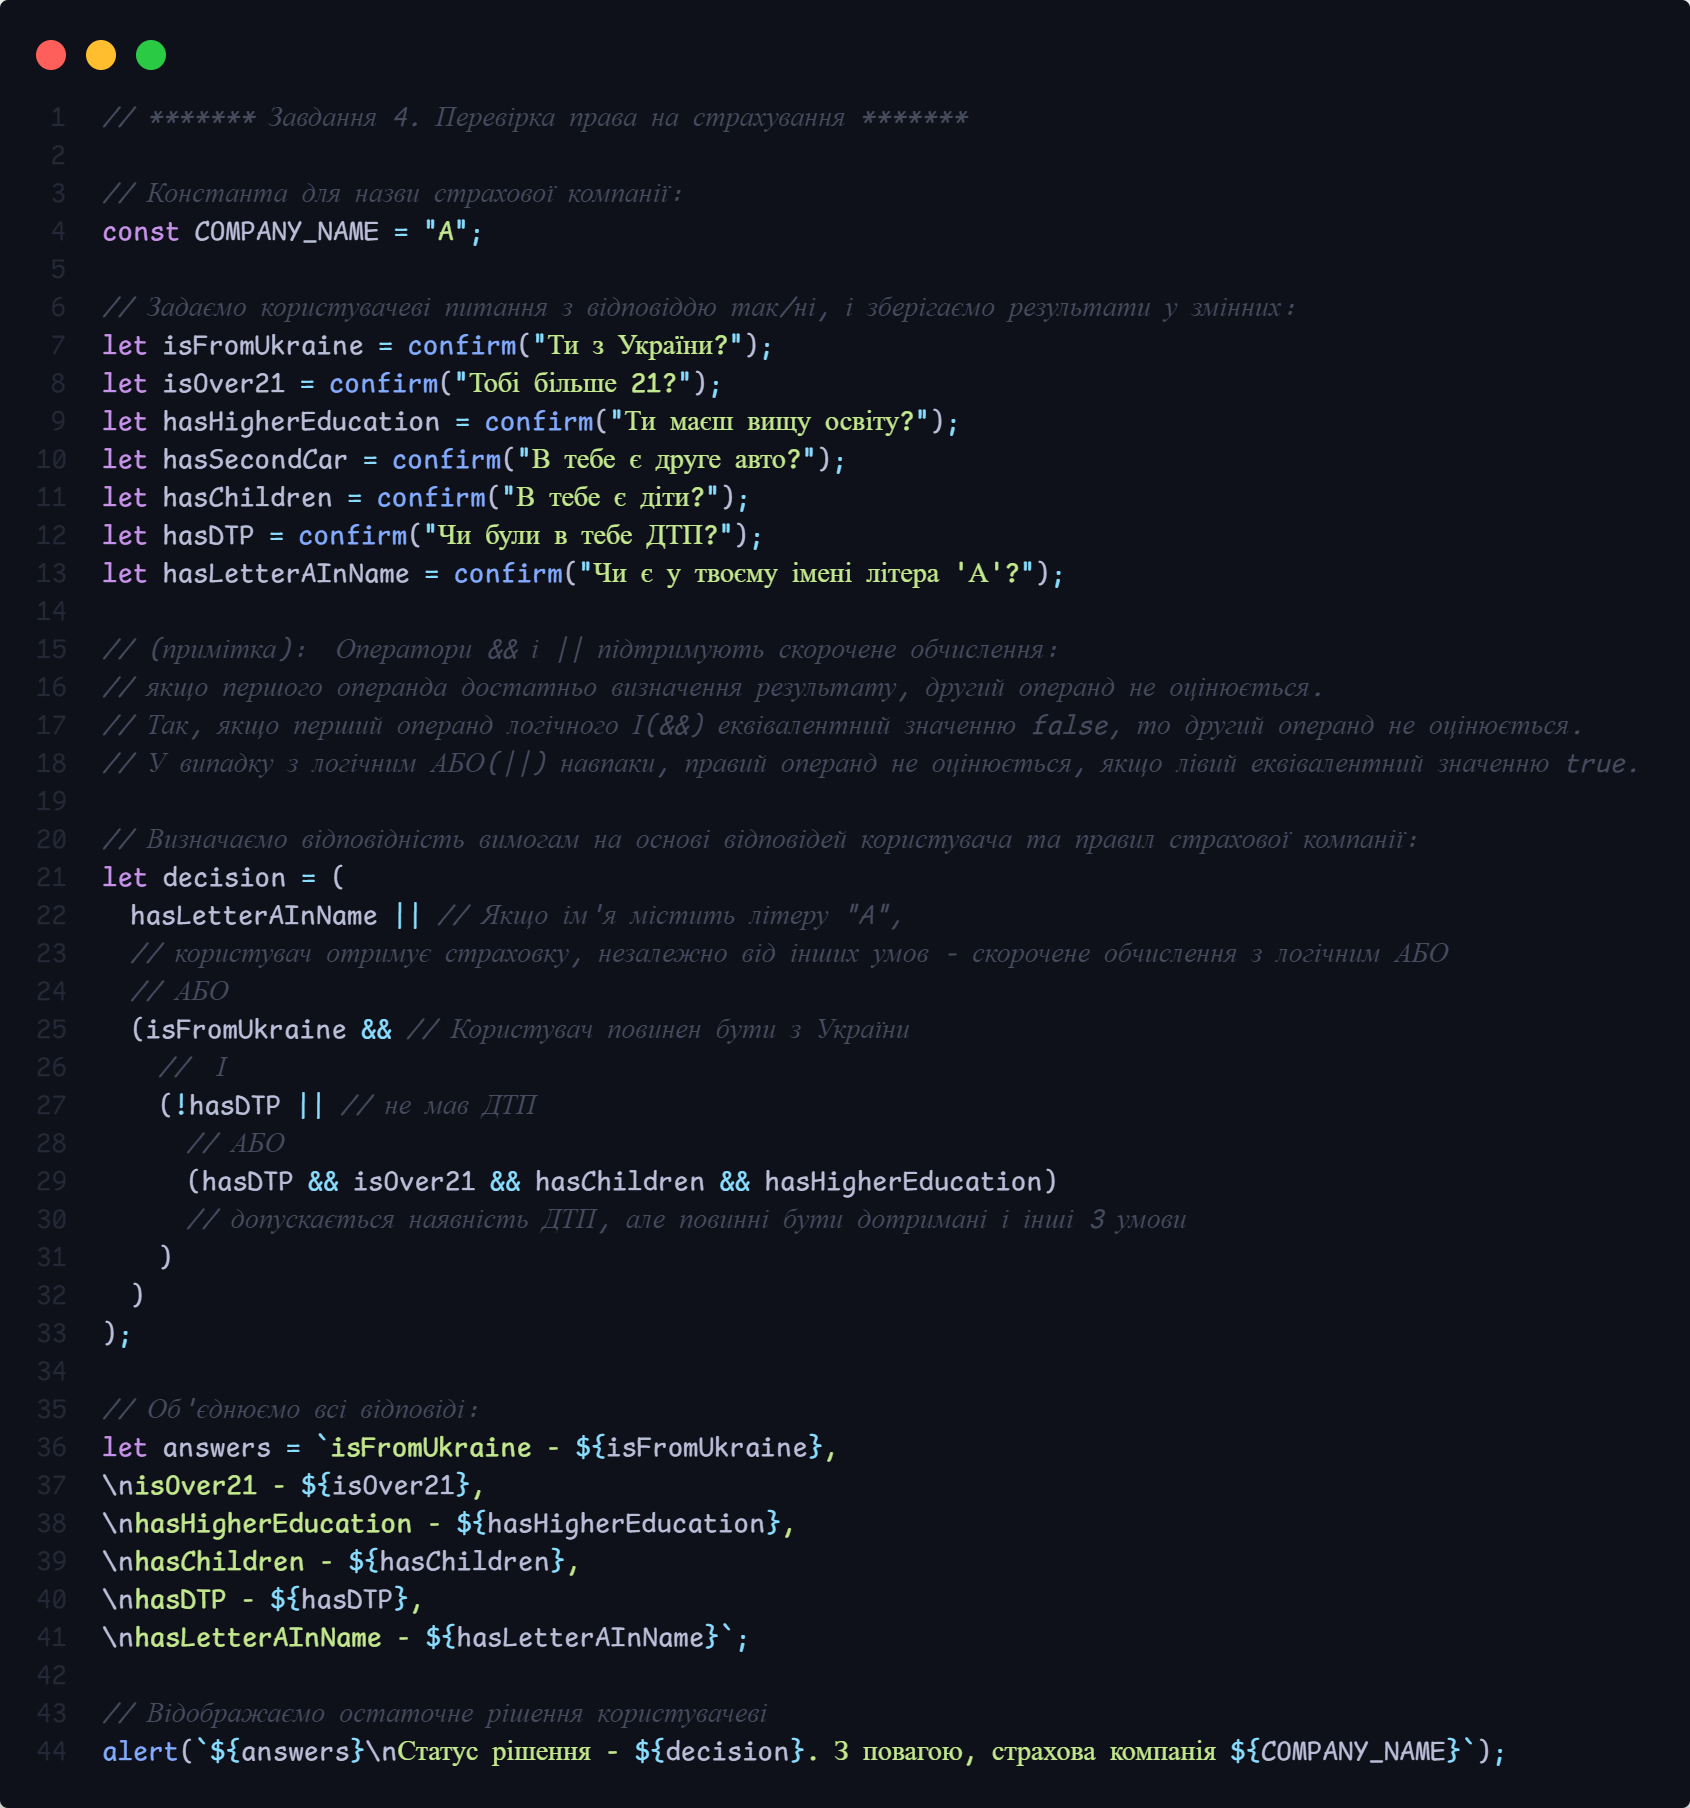 1 // ******* Завдання 4. Перевірка права на страхування *******
2
3 // Константа для назви страхової компанії:
4 const COMPANY_NAME = "A";
5
6 // Задаємо користувачеві питання з відповіддю так/ні, і зберігаємо результати у змінних:
7 let isFromUkraine = confirm("Ти з України?");
8 let isOver21 = confirm("Тобі більше 21?");
9 let hasHigherEducation = confirm("Ти маєш вищу освіту?");
10 let hasSecondCar = confirm("В тебе є друге авто?");
11 let hasChildren = confirm("В тебе є діти?");
12 let hasDTP = confirm("Чи були в тебе ДТП?");
13 let hasLetterAInName = confirm("Чи є у твоєму імені літера 'А'?");
14
15 // (примітка):  Оператори && і || підтримують скорочене обчислення:
16 // якщо першого операнда достатньо визначення результату, другий операнд не оцінюється.
17 // Так, якщо перший операнд логічного І(&&) еквівалентний значенню false, то другий операнд не оцінюється.
18 // У випадку з логічним АБО(||) навпаки, правий операнд не оцінюється, якщо лівий еквівалентний значенню true.
19
20 // Визначаємо відповідність вимогам на основі відповідей користувача та правил страхової компанії:
21 let decision = (
22   hasLetterAInName || // Якщо ім'я містить літеру "А",
23   // користувач отримує страховку, незалежно від інших умов - скорочене обчислення з логічним АБО
24   // АБО
25   (isFromUkraine && // Користувач повинен бути з України
26     //  І
27     (!hasDTP || // не мав ДТП
28       // АБО
29       (hasDTP && isOver21 && hasChildren && hasHigherEducation)
30       // допускається наявність ДТП, але повинні бути дотримані і інші 3 умови
31     )
32   )
33 );
34
35 // Об'єднюємо всі відповіді:
36 let answers = `isFromUkraine - ${isFromUkraine},
37 \nisOver21 - ${isOver21},
38 \nhasHigherEducation - ${hasHigherEducation},
39 \nhasChildren - ${hasChildren},
40 \nhasDTP - ${hasDTP},
41 \nhasLetterAInName - ${hasLetterAInName}`;
42
43 // Відображаємо остаточне рішення користувачеві
44 alert(`${answers}\nСтатус рішення - ${decision}. З повагою, страхова компанія ${COMPANY_NAME}`);